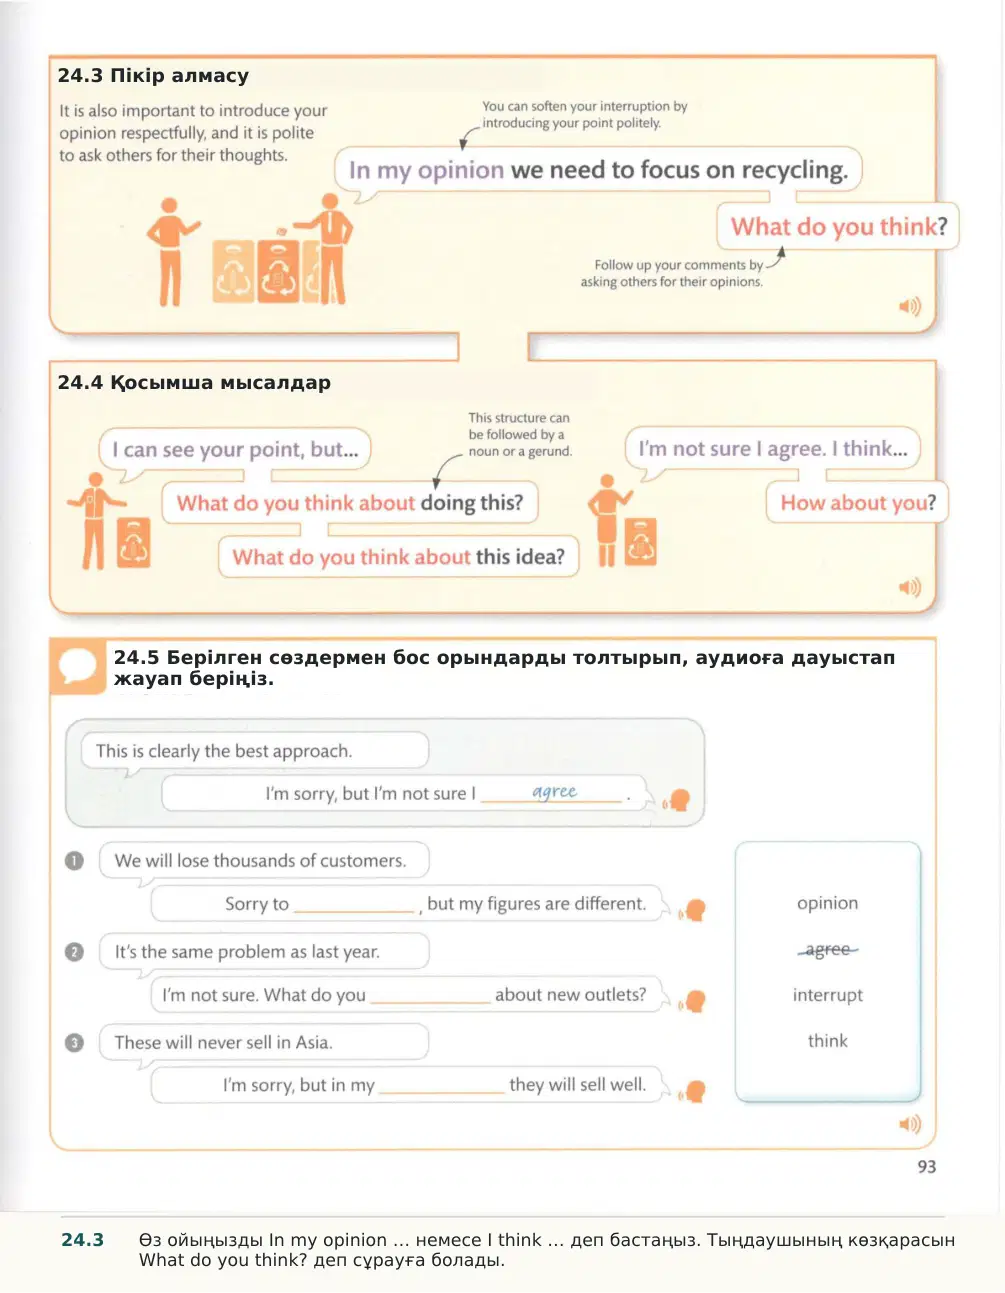 24.3 Пікір алмасу
It is also important to introduce your
opinion respectfully, and it is polite
to ask others for their thoughts.
You can soften your interruption by
introducing your point politely.
In my opinion we need to focus on recycling.
What do you think?
Follow up your comments by
asking others for their opinions.
24.4 Қосымша мысалдар
This structure can
be followed by a
noun or a gerund.
I can see your point, but...
What do you think about doing this?
What do you think about this idea?
I'm not sure I agree. I think...
How about you?
24.5 Берілген сөздермен бос орындарды толтырып, аудиоға дауыстап
жауап беріңіз.
This is clearly the best approach.
I'm sorry, but I'm not sure I agree .
1 We will lose thousands of customers.
Sorry to ____________ , but my figures are different.
2 It's the same problem as last year.
I'm not sure. What do you ____________ about new outlets?
3 These will never sell in Asia.
I'm sorry, but in my ____________ they will sell well.
opinion
agree
interrupt
think
93
24.3 Өз ойыңызды In my opinion ... немесе I think ... деп бастаңыз. Тыңдаушының көзқарасын
What do you think? деп сұрауға болады.